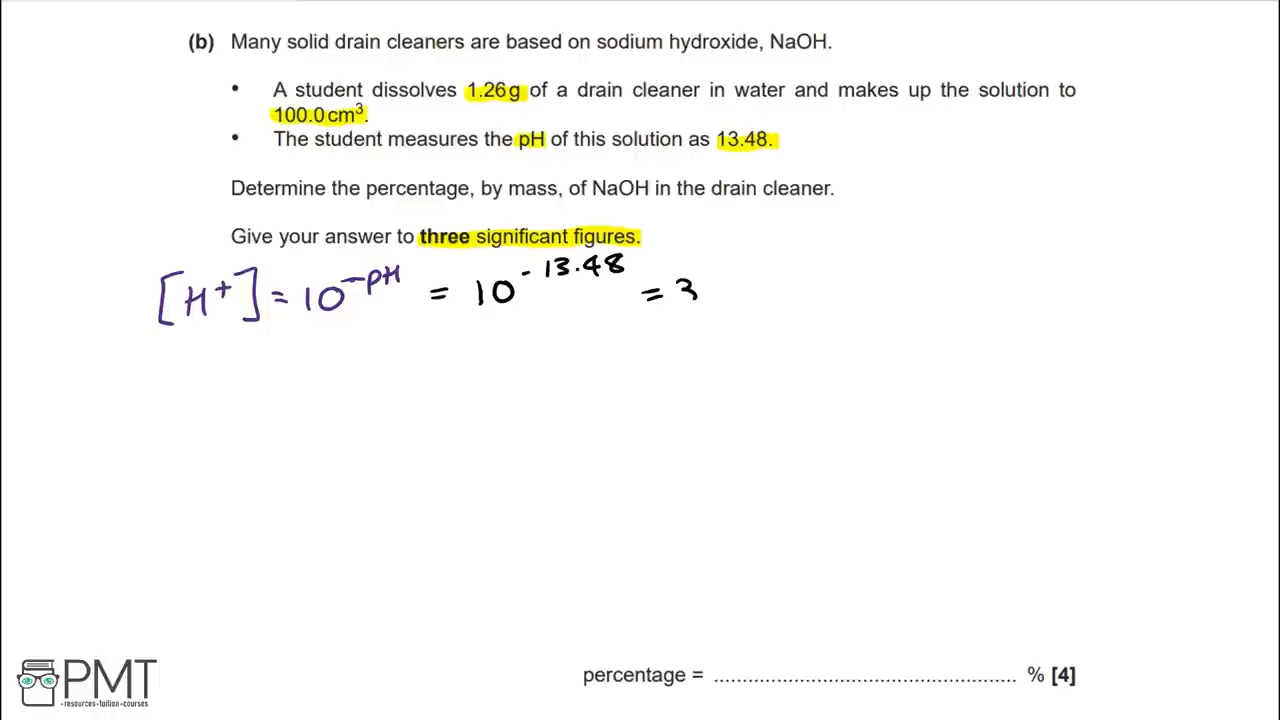 (b) Many solid drain cleaners are based on sodium hydroxide, NaOH.
• A student dissolves 1.26 g of a drain cleaner in water and makes up the solution to
100.0 cm³.
• The student measures the pH of this solution as 13.48.
Determine the percentage, by mass, of NaOH in the drain cleaner.
Give your answer to three significant figures.
[H⁺] = 10⁻ᵖᴴ = 10⁻¹³·⁴⁸ = 3
percentage = ..................................................... % [4]
PMT
•resources•tuition•courses